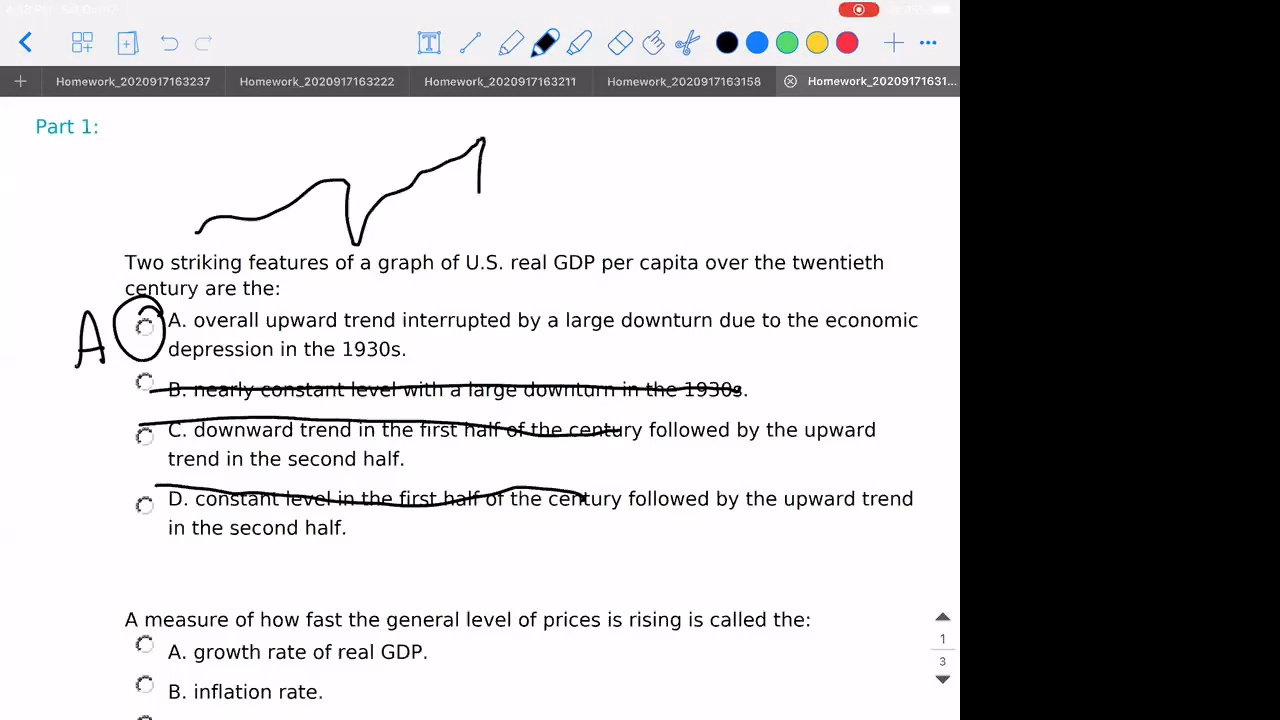 Homework_2020917163237
Homework_2020917163222
Homework_2020917163211
Homework_2020917163158
Homework_20209171631...
Part 1:
Two striking features of a graph of U.S. real GDP per capita over the twentieth
century are the:
A
A. overall upward trend interrupted by a large downturn due to the economic
depression in the 1930s.
B. nearly constant level with a large downturn in the 1930s.
C. downward trend in the first half of the century followed by the upward
trend in the second half.
D. constant level in the first half of the century followed by the upward trend
in the second half.
A measure of how fast the general level of prices is rising is called the:
1
A. growth rate of real GDP.
3
B. inflation rate.